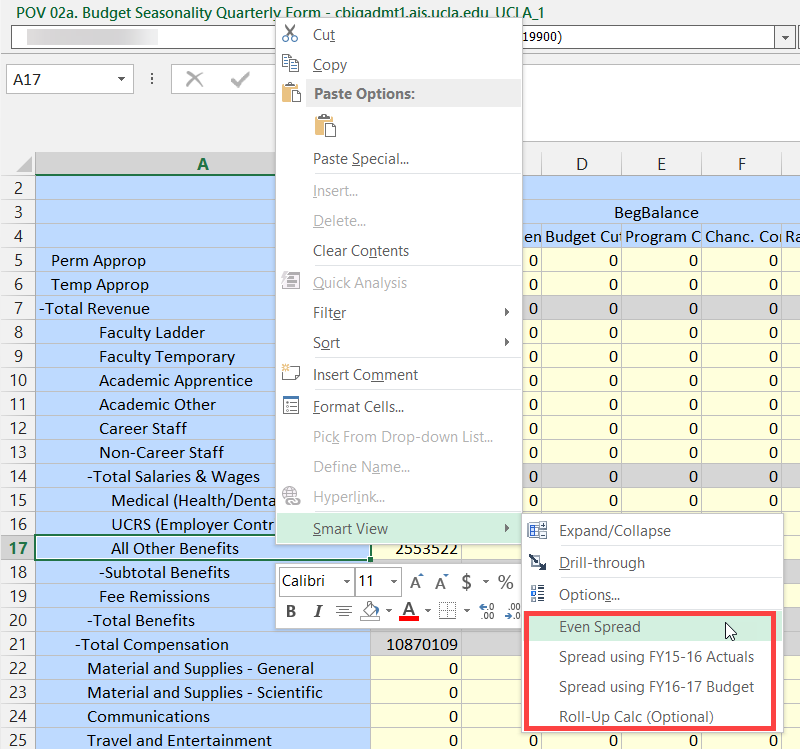 POV 02a. Budget Seasonality Quarterly Form - cbigadmt1.ais.ucla.edu_UCLA_1
19900)
A17
Cut
Copy
Paste Options:
Paste Special...
Insert...
Delete...
Clear Contents
Quick Analysis
Filter
Sort
Insert Comment
Format Cells...
Pick From Drop-down List...
Define Name...
Hyperlink...
Smart View
Expand/Collapse
Drill-through
Options...
Even Spread
Spread using FY15-16 Actuals
Spread using FY16-17 Budget
Roll-Up Calc (Optional)
Calibri 11 A A $ %
B I A .00 .00
A D E F
2
3 BegBalance
4 en Budget Cu Program C Chanc. Cor Ra
5 Perm Approp 0 0 0 0
6 Temp Approp 0 0 0 0
7 -Total Revenue 0 0 0 0
8 Faculty Ladder 0 0 0 0
9 Faculty Temporary 0 0 0 0
10 Academic Apprentice 0 0 0 0
11 Academic Other 0 0 0 0
12 Career Staff 0 0 0 0
13 Non-Career Staff 0 0 0 0
14 -Total Salaries & Wages 0 0 0 0
15 Medical (Health/Denta 0 0 0 0
16 UCRS (Employer Contr
17 All Other Benefits 2553522
18 -Subtotal Benefits
19 Fee Remissions
20 -Total Benefits
21 -Total Compensation 10870109
22 Material and Supplies - General 0
23 Material and Supplies - Scientific 0
24 Communications 0
25 Travel and Entertainment 0 0 0 0